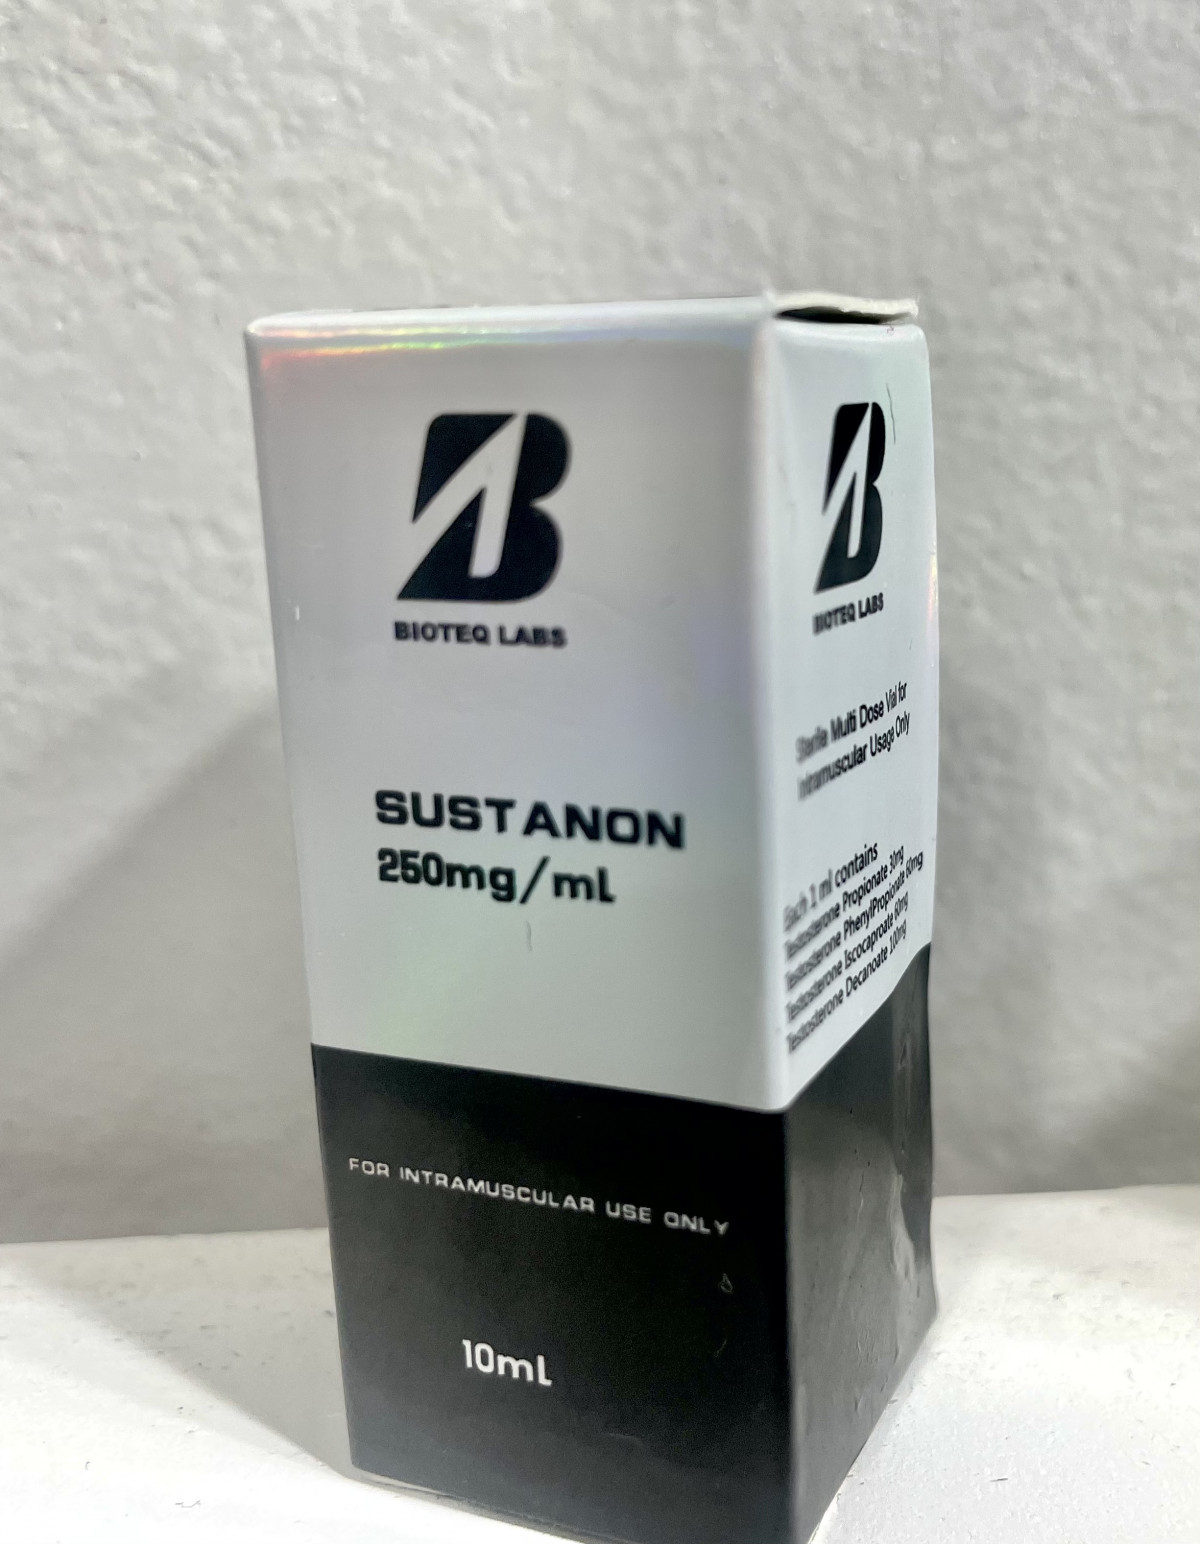 BIOTEQ LABS
SUSTANON
250mg/mL
FOR INTRAMUSCULAR USE ONLY
10mL
BIOTEQ LABS
Sterile Multi Dose Vial for
Intramuscular Usage Only
Each 1 ml contains
Testosterone Propionate 30mg
Testosterone PhenylPropionate 60mg
Testosterone Iscocaproate 60mg
Testosterone Decanoate 100mg